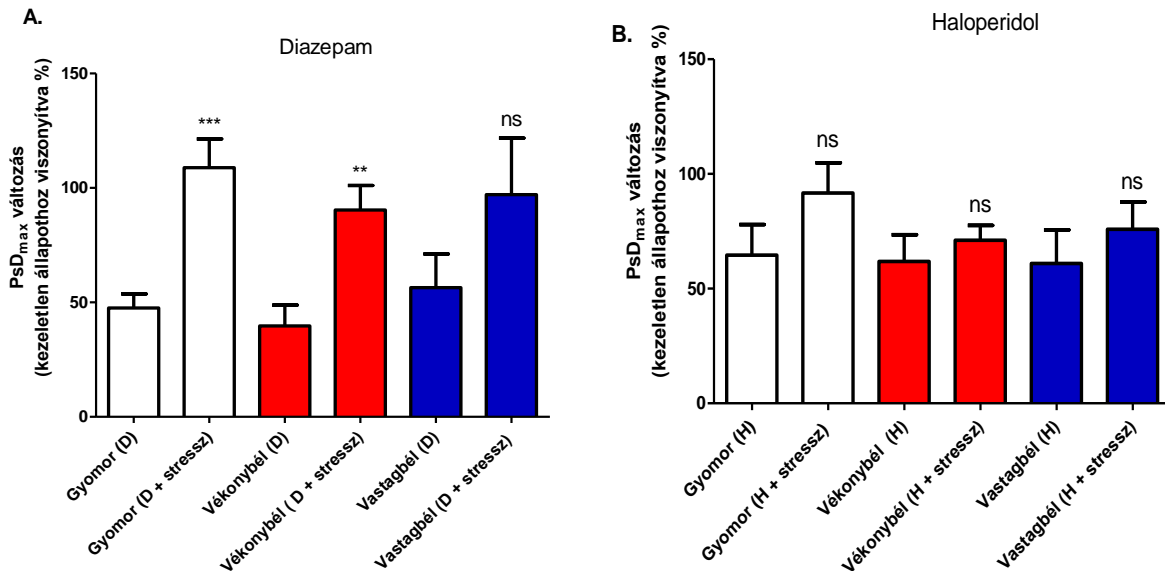 A.
Diazepam
PsDmax változás
(kezeletlen állapothoz viszonyítva %)
150
100
50
0
***
**
ns
Gyomor (D)
Gyomor (D + stressz)
Vékonybél (D)
Vékonybél ( D + stressz)
Vastagbél (D)
Vastagbél (D + stressz)
B.
Haloperidol
PsDmax változás
(kezeletlen állapothoz viszonyítva %)
150
100
50
0
ns
ns
ns
Gyomor (H)
Gyomor (H + stressz)
Vékonybél (H)
Vékonybél (H + stressz)
Vastagbél (H)
Vastagbél (H + stressz)